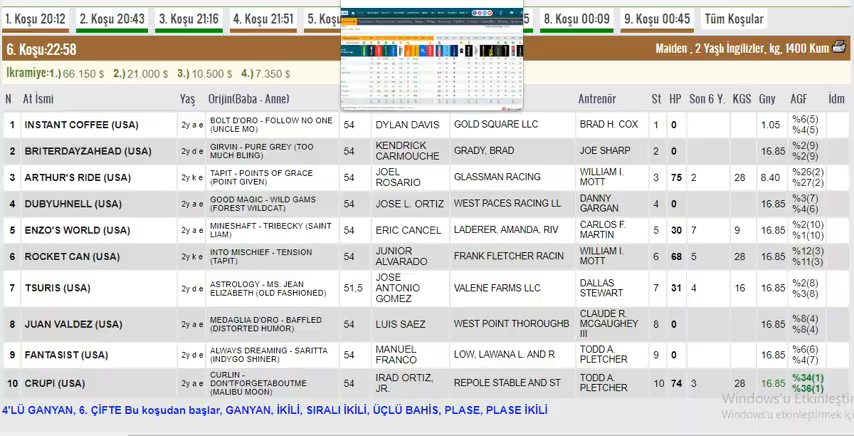 1. Koşu 20:12 2. Koşu 20:43 3. Koşu 21:16 4. Koşu 21:51 5. Koşu 8. Koşu 00:09 9. Koşu 00:45 Tüm Koşular
6. Koşu:22:58 Maiden , 2 Yaşlı İngilizler, kg, 1400 Kum
Ikramiye:1.) 66.150 $ 2.) 21.000 $ 3.) 10.500 $ 4.) 7.350 $
N At İsmi Yaş Orijin(Baba - Anne) Antrenör St HP Son 6 Y. KGS Gny AGF İdm
1 INSTANT COFFEE (USA) 2y a e BOLT D'ORO - FOLLOW NO ONE (UNCLE MO) 54 DYLAN DAVIS GOLD SQUARE LLC BRAD H. COX 1 0 1.05 %6(5) %4(5)
2 BRITERDAYZAHEAD (USA) 2y d e GIRVIN - PURE GREY (TOO MUCH BLING) 54 KENDRICK CARMOUCHE GRADY, BRAD JOE SHARP 2 0 16.85 %2(9) %2(9)
3 ARTHUR'S RIDE (USA) 2y k e TAPIT - POINTS OF GRACE (POINT GIVEN) 54 JOEL ROSARIO GLASSMAN RACING WILLIAM I. MOTT 3 75 2 28 8.40 %26(2) %27(2)
4 DUBYUHNELL (USA) 2y a e GOOD MAGIC - WILD GAMS (FOREST WILDCAT) 54 JOSE L. ORTIZ WEST PACES RACING LL DANNY GARGAN 4 0 16.85 %3(7) %4(6)
5 ENZO'S WORLD (USA) 2y a e MINESHAFT - TRIBECKY (SAINT LIAM) 54 ERIC CANCEL LADERER, AMANDA, RIV CARLOS F. MARTIN 5 30 7 9 16.85 %2(10) %1(10)
6 ROCKET CAN (USA) 2y k e INTO MISCHIEF - TENSION (TAPIT) 54 JUNIOR ALVARADO FRANK FLETCHER RACIN WILLIAM I. MOTT 6 68 5 28 16.85 %12(3) %11(3)
7 TSURIS (USA) 2y d e ASTROLOGY - MS. JEAN ELIZABETH (OLD FASHIONED) 51,5 JOSE ANTONIO GOMEZ VALENE FARMS LLC DALLAS STEWART 7 31 4 16 16.85 %2(8) %3(8)
8 JUAN VALDEZ (USA) 2y a e MEDAGLIA D'ORO - BAFFLED (DISTORTED HUMOR) 54 LUIS SAEZ WEST POINT THOROUGHB CLAUDE R. MCGAUGHEY III 8 0 16.85 %8(4) %8(4)
9 FANTASIST (USA) 2y d e ALWAYS DREAMING - SARITTA (INDYGO SHINER) 54 MANUEL FRANCO LOW, LAWANA L. AND R TODD A. PLETCHER 9 0 16.85 %6(6) %4(7)
10 CRUPI (USA) 2y a e CURLIN - DON'TFORGETABOUTME (MALIBU MOON) 54 IRAD ORTIZ, JR. REPOLE STABLE AND ST TODD A. PLETCHER 10 74 3 28 16.85 %34(1) %36(1)
4'LÜ GANYAN, 6. ÇİFTE Bu koşudan başlar, GANYAN, İKİLİ, SIRALI İKİLİ, ÜÇLÜ BAHİS, PLASE, PLASE İKİLİ
Windows'u Etkinleştir
Windows'u etkinleştirmek iç